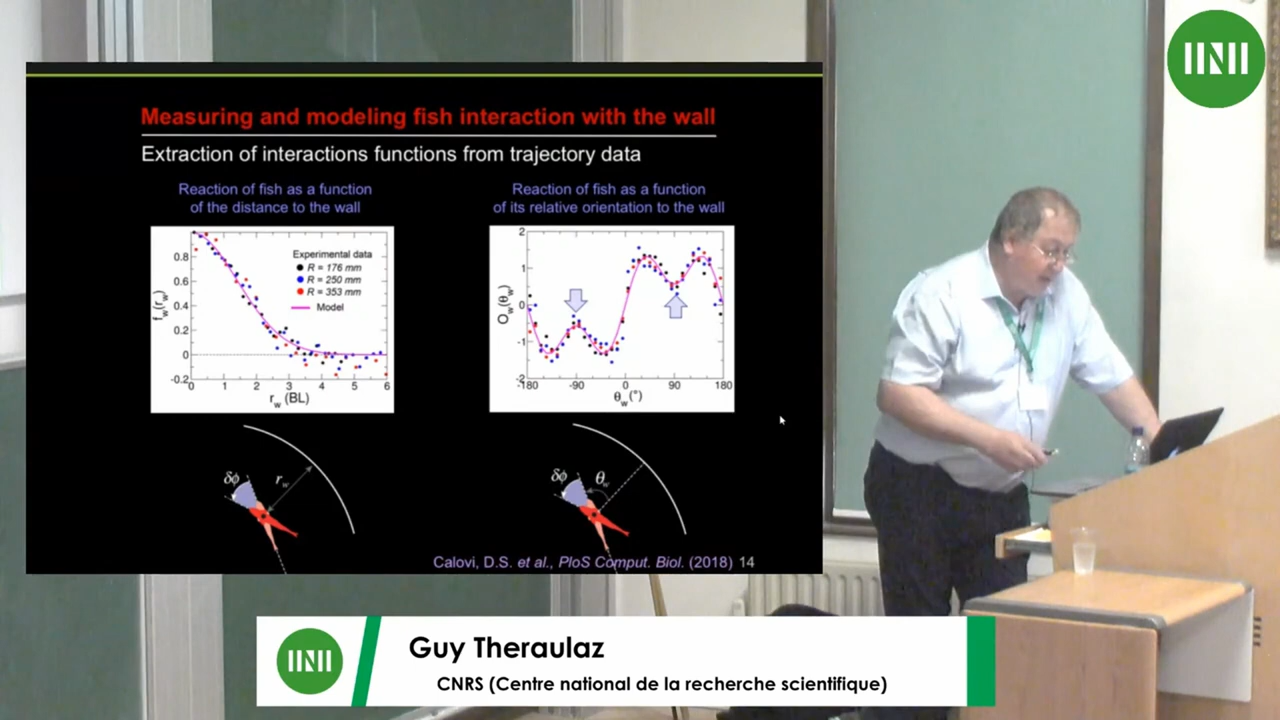 Measuring and modeling fish interaction with the wall
Extraction of interactions functions from trajectory data
Reaction of fish as a function
of the distance to the wall
Reaction of fish as a function
of its relative orientation to the wall
f_w(r_w)
0.8
0.6
0.4
0.2
0
-0.2
Experimental data
R = 176 mm
R = 250 mm
R = 353 mm
Model
0 1 2 3 4 5 6
r_w (BL)
O_w(θ_w)
2
1
0
-1
-2
-180 -90 0 90 180
θ_w(°)
δϕ
r_w
δϕ
θ_w
Calovi, D.S. et al., PloS Comput. Biol. (2018) 14
Guy Theraulaz
CNRS (Centre national de la recherche scientifique)